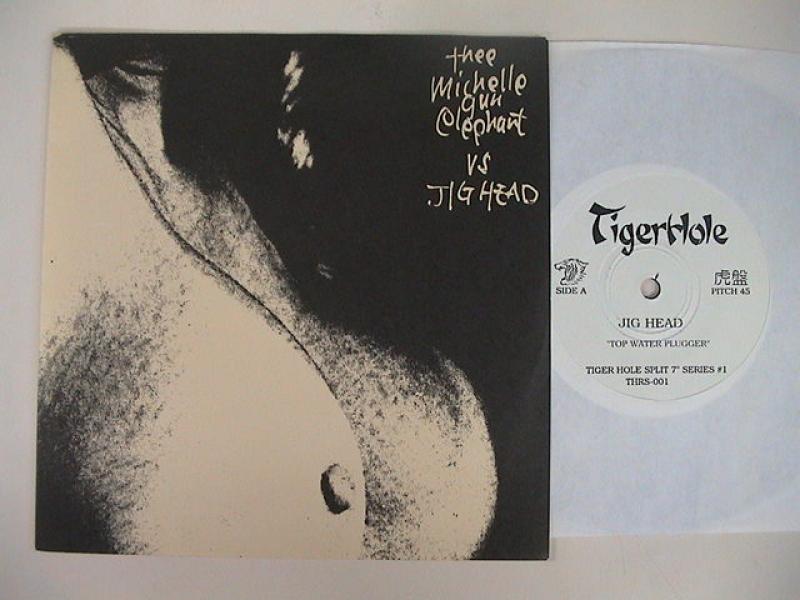 thee
michelle
gun
elephant
vs
JIG HEAD
TigerHole
SIDE A
虎盤
PITCH 45
JIG HEAD
"TOP WATER PLUGGER"
TIGER HOLE SPLIT 7" SERIES #1
THRS-001